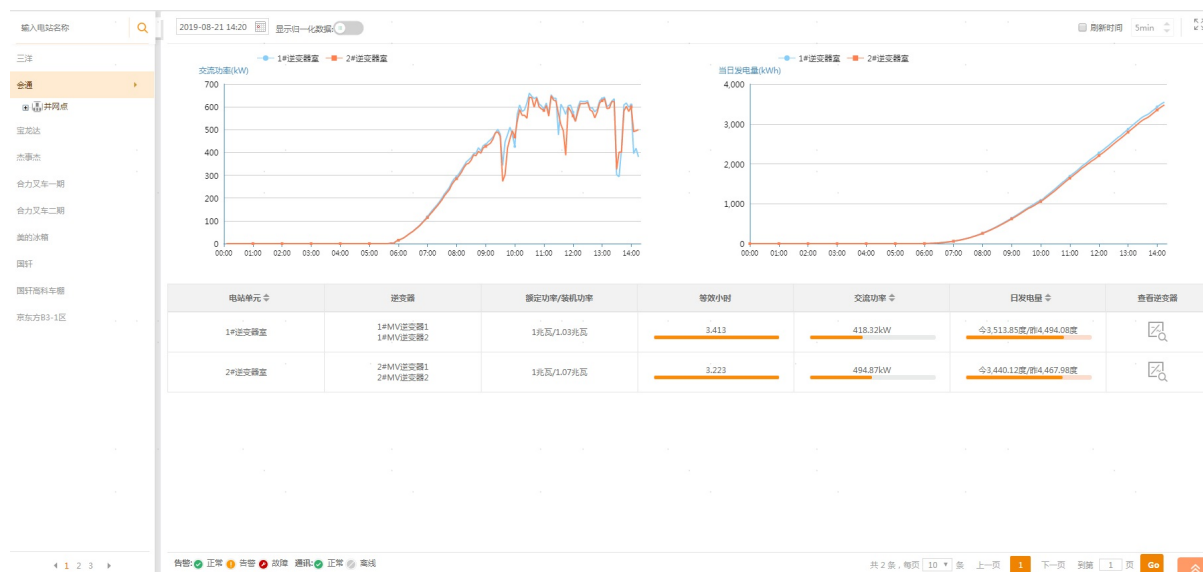 输入电站名称
三洋
会通
并网点
宝龙达
杰事杰
合力叉车一期
合力叉车二期
美的冰箱
国轩
国轩高科车棚
京东方B3-1区
1 2 3
2019-08-21 14:20 显示归一化数据:
刷新时间 5min
1#逆变器室 2#逆变器室
交流功率(kW)
700
600
500
400
300
200
100
0
00:00 01:00 02:00 03:00 04:00 05:00 06:00 07:00 08:00 09:00 10:00 11:00 12:00 13:00 14:00
1#逆变器室 2#逆变器室
当日发电量(kWh)
4,000
3,000
2,000
1,000
0
00:00 01:00 02:00 03:00 04:00 05:00 06:00 07:00 08:00 09:00 10:00 11:00 12:00 13:00 14:00
电站单元 逆变器 额定功率/装机功率 等效小时 交流功率 日发电量 查看逆变器
1#逆变器室 1#MV逆变器1 1兆瓦/1.03兆瓦 3.413 418.32kW 今3,513.85度/昨4,494.08度
1#MV逆变器2
2#逆变器室 2#MV逆变器1 1兆瓦/1.07兆瓦 3.223 494.87kW 今3,440.12度/昨4,467.98度
2#MV逆变器2
告警: 正常 告警 故障 通讯: 正常 离线
共 2 条 , 每页 10 条 上一页 1 下一页 到第 1 页 Go